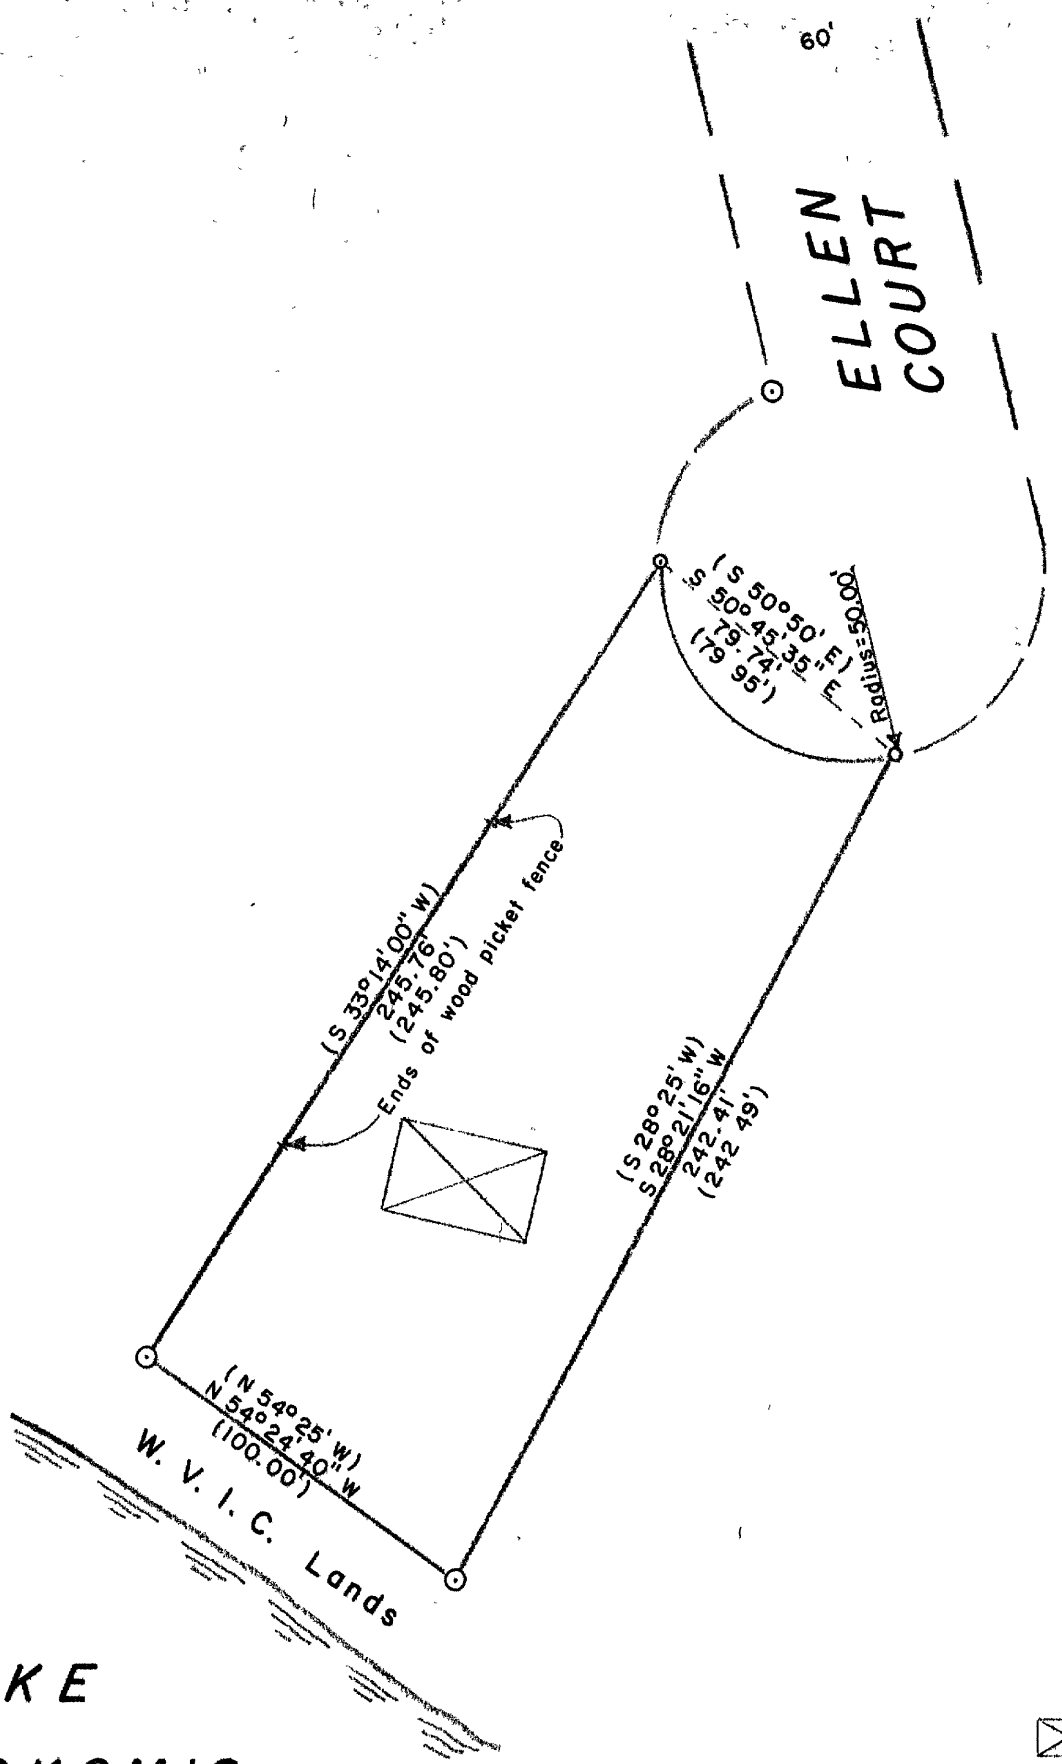 60'
ELLEN
COURT
(S 50°50' E)
S 50°45'35" E
79.74'
(79 95')
Radius=50.00'
(S 33°14'00" W)
245.76'
(245.80')
Ends of wood picket fence
(S 28°25' W)
S 28°21'16" W
242.41'
(242 49')
(N 54°25' W)
N 54°24'40" W
(100.00')
W. V. I. C. Lands
KE